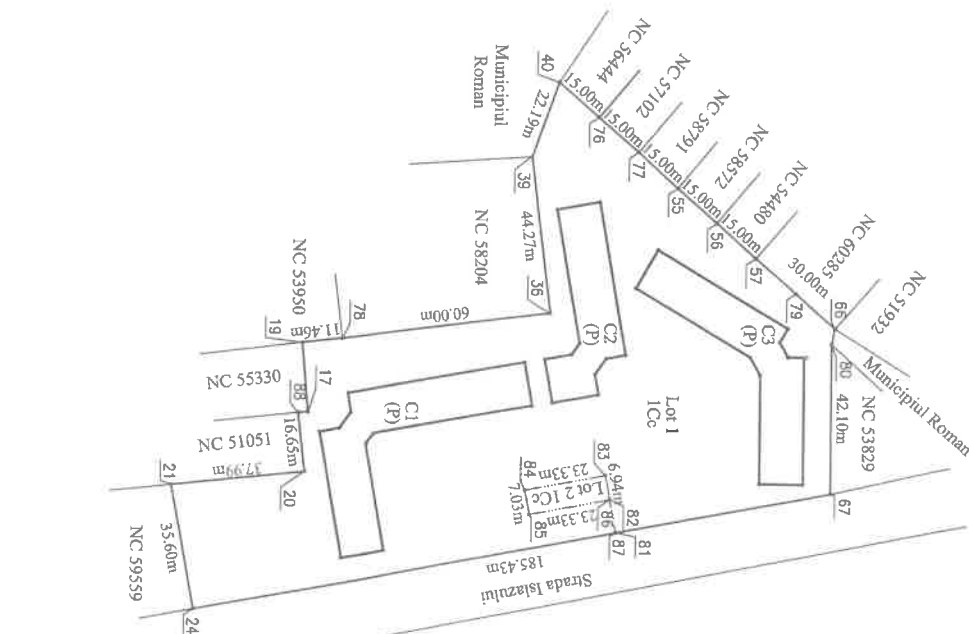 NC 56444
NC 57102
NC 58791
NC 58572
NC 54480
NC 60285
NC 51932
Municipiul
Roman
40
15.00m
76
15.00m
77
15.00m
55
15.00m
56
15.00m
57
30.00m
79
66
80
Municipiul Roman
22.19m
39
44.27m
NC 58204
36
42.10m
NC 53829
67
C3
(P)
C2
(P)
Lot 1
1Cc
NC 53950
78
60.00m
19
11.46m
17
NC 55330
88
C1
(P)
NC 51051
16.65m
37.99m
20
21
83
6.94m
84
23.33m
Lot 2 1Cc
23.33m
7.03m
85
86
82
87
81
35.60m
NC 59559
24
185.43m
Strada Islazului